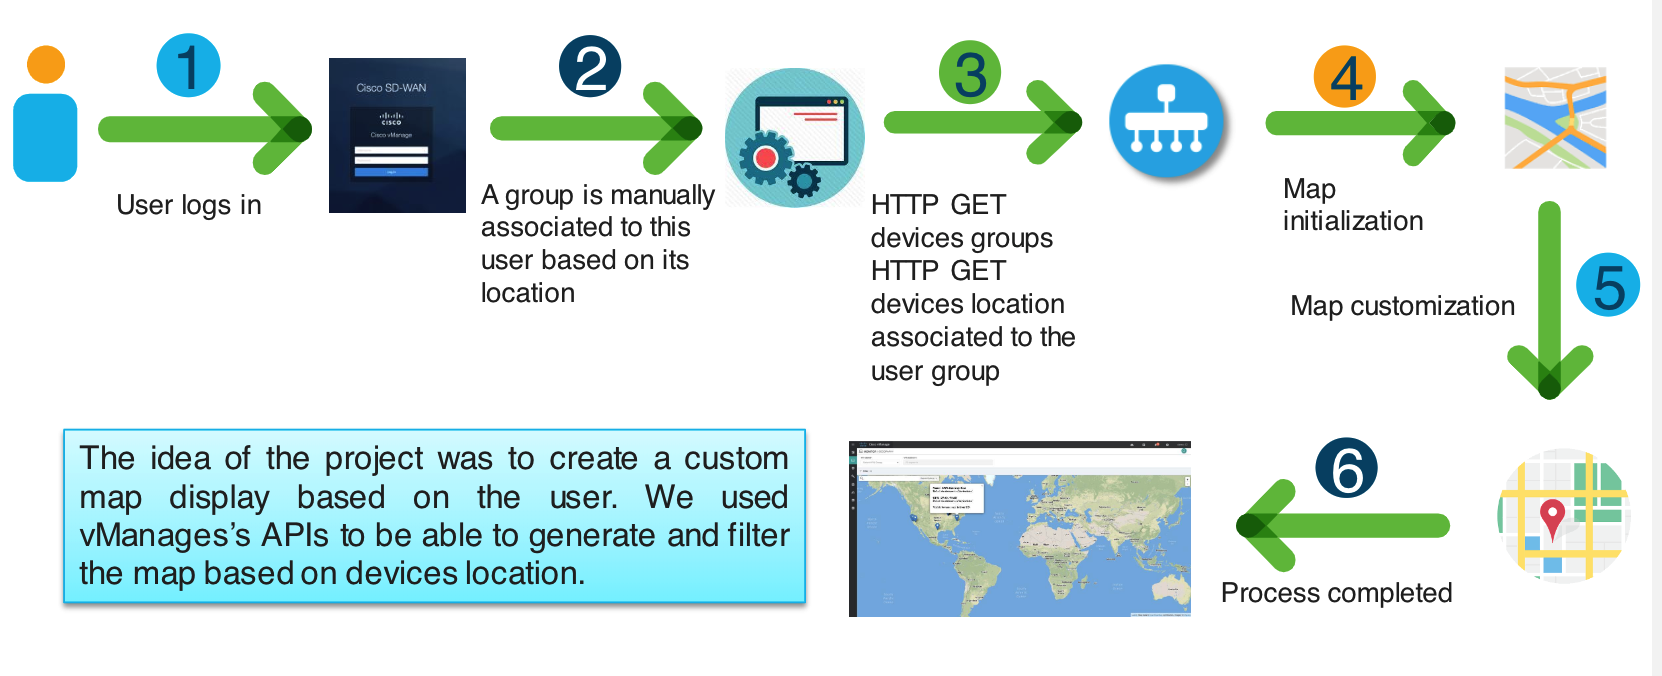 1
User logs in
Cisco SD-WAN
CISCO
Cisco vManage
2
A group is manually
associated to this
user based on its
location
3
HTTP GET
devices groups
HTTP GET
devices location
associated to the
user group
4
Map
initialization
5
Map customization
6
Process completed
The idea of the project was to create a custom
map display based on the user. We used
vManages's APIs to be able to generate and filter
the map based on devices location.